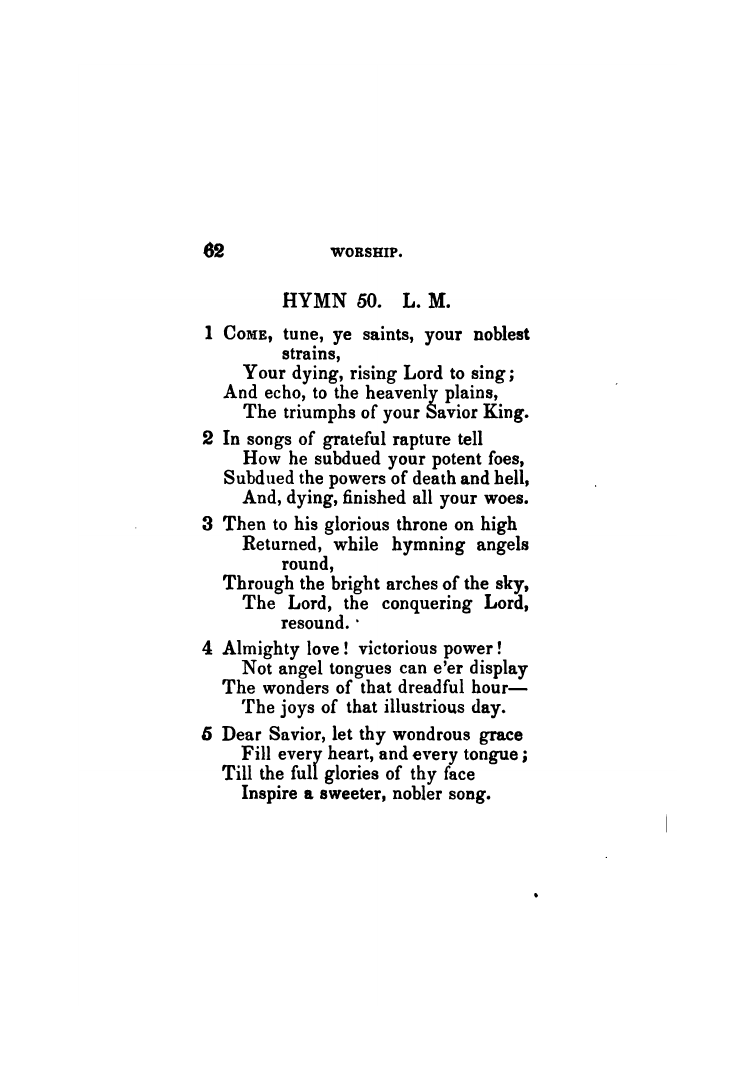 62 WORSHIP.
HYMN 50. L. M.
1 COME, tune, ye saints, your noblest
strains,
Your dying, rising Lord to sing;
And echo, to the heavenly plains,
The triumphs of your Savior King.
2 In songs of grateful rapture tell
How he subdued your potent foes,
Subdued the powers of death and hell,
And, dying, finished all your woes.
3 Then to his glorious throne on high
Returned, while hymning angels
round,
Through the bright arches of the sky,
The Lord, the conquering Lord,
resound.
4 Almighty love! victorious power!
Not angel tongues can e'er display
The wonders of that dreadful hour—
The joys of that illustrious day.
5 Dear Savior, let thy wondrous grace
Fill every heart, and every tongue;
Till the full glories of thy face
Inspire a sweeter, nobler song.